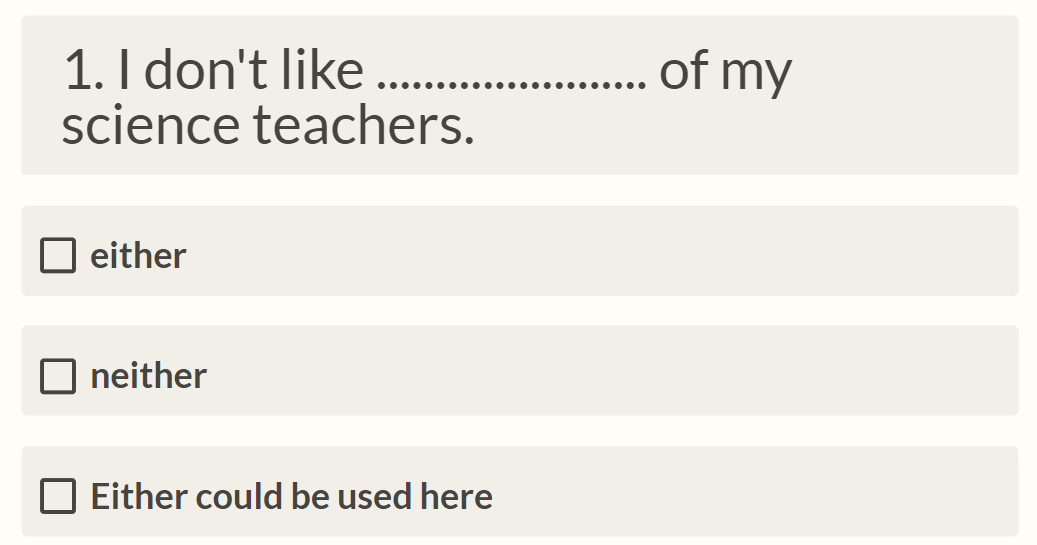 1. I don't like ....................... of my
science teachers.
either
neither
Either could be used here